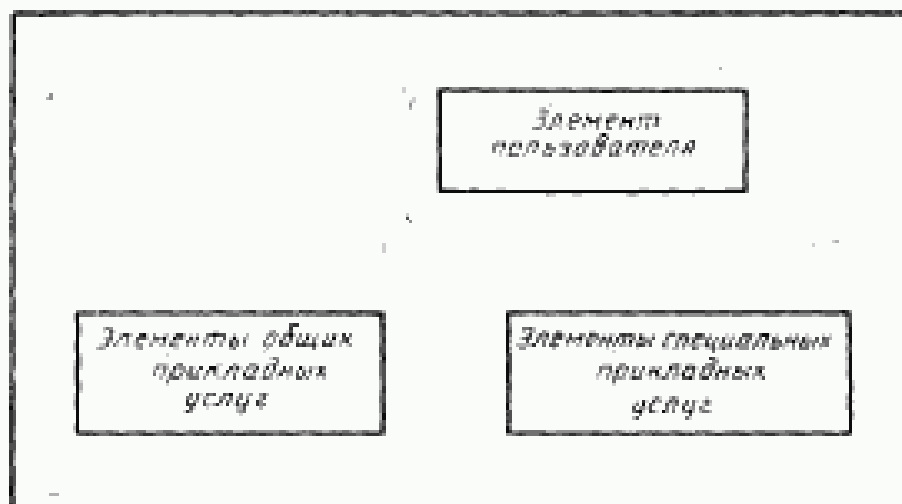 Элемент
пользователя
Элементы общих
прикладных
услуг
Элементы специальных
прикладных
услуг